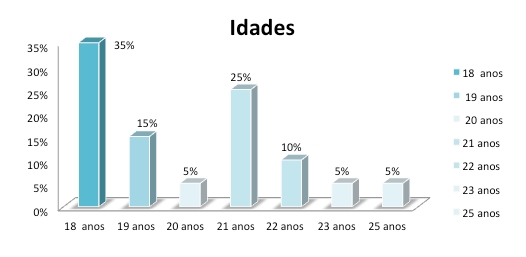 Idades
35%
30%
25%
20%
15%
10%
5%
0%
35%
15%
5%
25%
10%
5%
5%
18 anos
19 anos
20 anos
21 anos
22 anos
23 anos
25 anos
18 anos
19 anos
20 anos
21 anos
22 anos
23 anos
25 anos